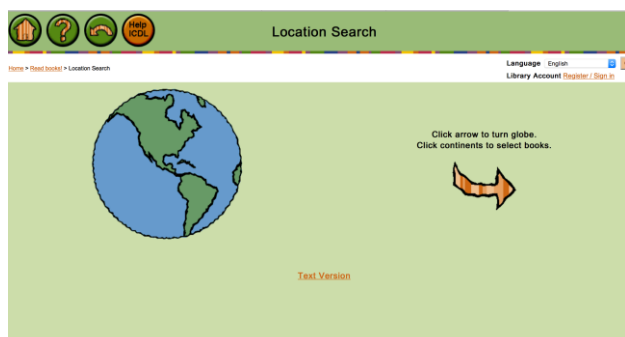 Help
ICDL
Location Search
Home > Read books! > Location Search
Language English
Library Account Register / Sign in
Click arrow to turn globe.
Click continents to select books.
Text Version